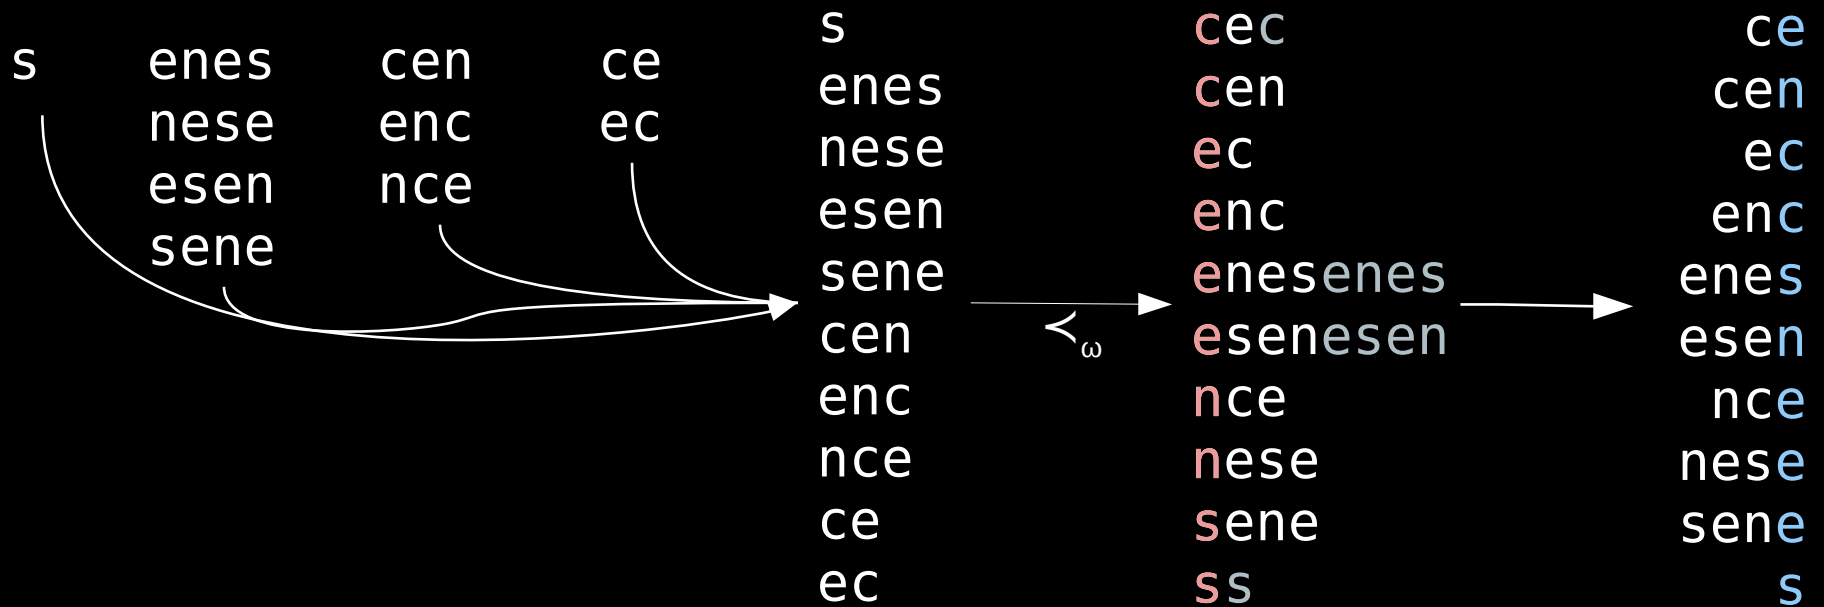 s
enes
nese
esen
sene
cen
enc
nce
ce
ec
s
enes
nese
esen
sene
cen
enc
nce
ce
ec
≺ω
cec
cen
ec
enc
enesenes
esenesen
nce
nese
sene
ss
ce
cen
ec
enc
enes
esen
nce
nese
sene
s